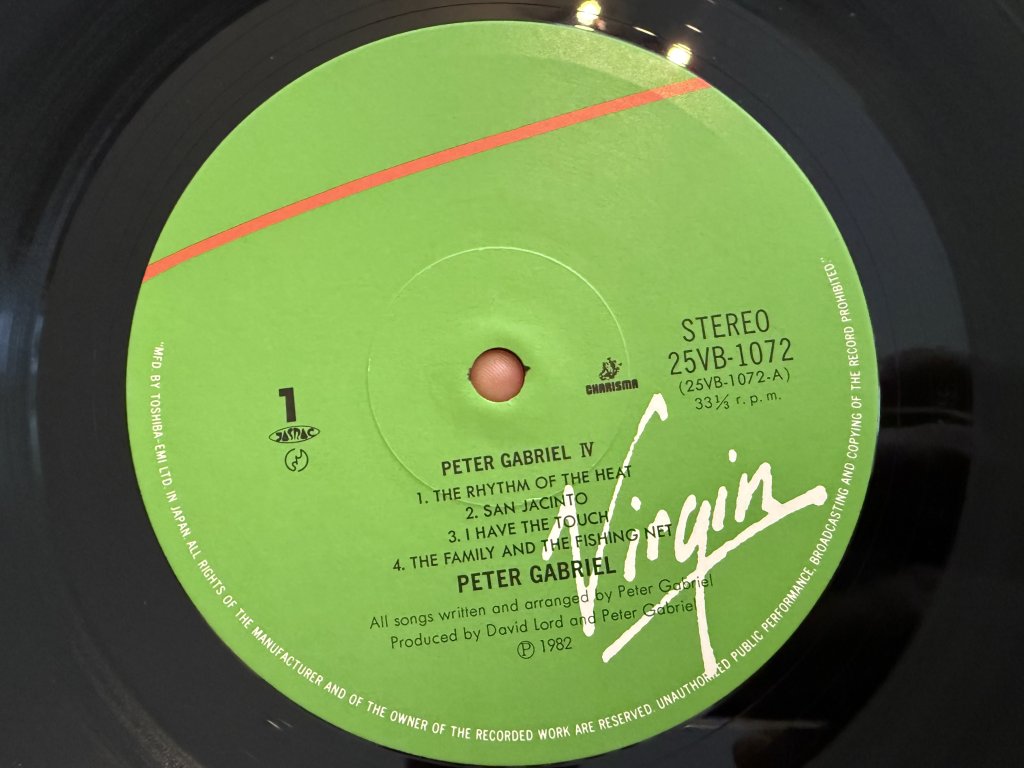 STEREO
25VB-1072
(25VB-1072-A)
33⅓ r.p.m.
CHARISMA
1
JASRAC
PETER GABRIEL IV
1. THE RHYTHM OF THE HEAT
2. SAN JACINTO
3. I HAVE THE TOUCH
4. THE FAMILY AND THE FISHING NET
PETER GABRIEL
All songs written and arranged by Peter Gabriel
Produced by David Lord and Peter Gabriel
Ⓟ 1982
Virgin
"MFD. BY TOSHIBA-EMI LTD. IN JAPAN. ALL RIGHTS OF THE MANUFACTURER AND OF THE OWNER OF THE RECORDED WORK ARE RESERVED. UNAUTHORIZED PUBLIC PERFORMANCE, BROADCASTING AND COPYING OF THE RECORD PROHIBITED."